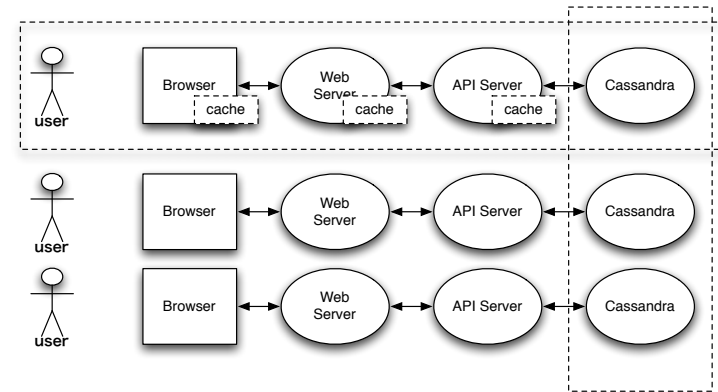 Browser
Web
Server
API Server
Cassandra
cache
cache
cache
user
Browser
Web
Server
API Server
Cassandra
user
Browser
Web
Server
API Server
Cassandra
user